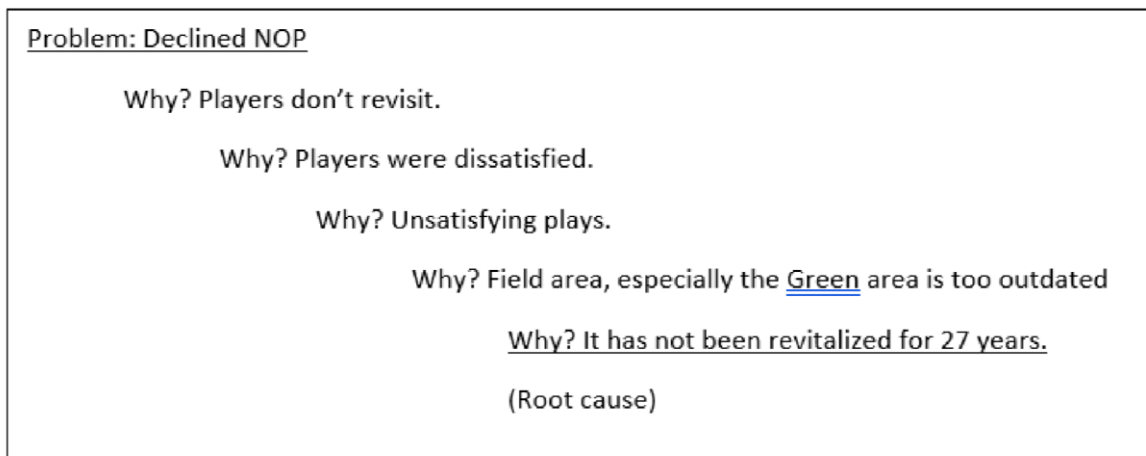 Problem: Declined NOP
Why? Players don’t revisit.
Why? Players were dissatisfied.
Why? Unsatisfying plays.
Why? Field area, especially the Green area is too outdated
Why? It has not been revitalized for 27 years.
(Root cause)